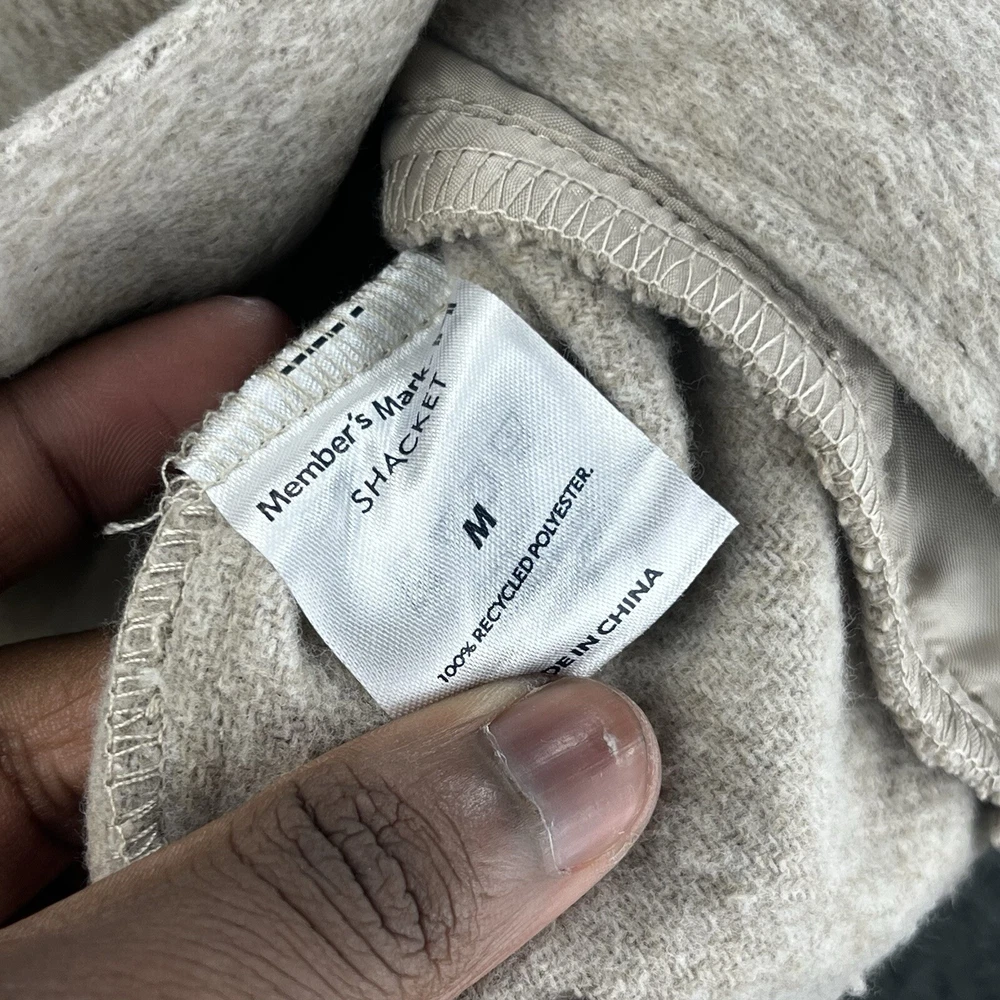 Member's Mark
SHACKET
M
100% RECYCLED POLYESTER.
DE IN CHINA